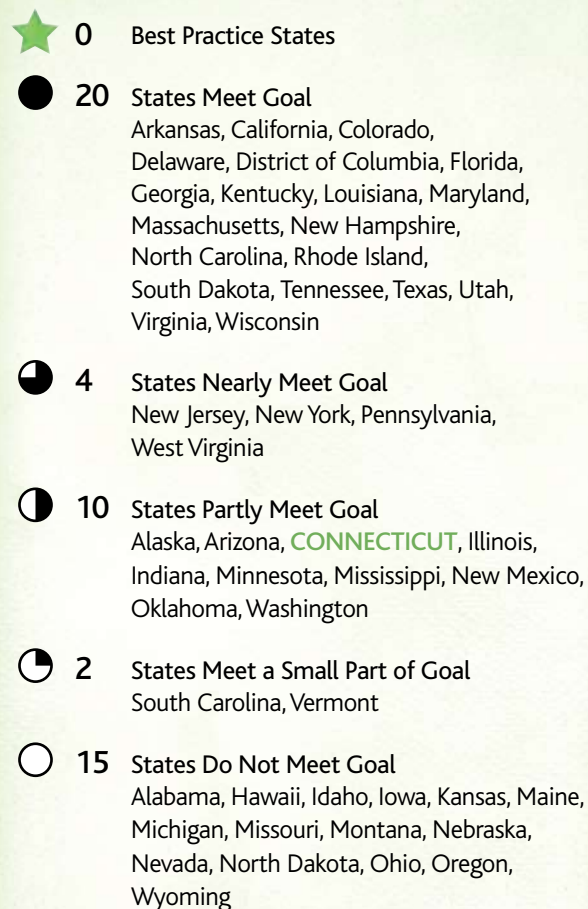 0 Best Practice States
20 States Meet Goal
Arkansas, California, Colorado,
Delaware, District of Columbia, Florida,
Georgia, Kentucky, Louisiana, Maryland,
Massachusetts, New Hampshire,
North Carolina, Rhode Island,
South Dakota, Tennessee, Texas, Utah,
Virginia, Wisconsin
4 States Nearly Meet Goal
New Jersey, New York, Pennsylvania,
West Virginia
10 States Partly Meet Goal
Alaska, Arizona, CONNECTICUT, Illinois,
Indiana, Minnesota, Mississippi, New Mexico,
Oklahoma, Washington
2 States Meet a Small Part of Goal
South Carolina, Vermont
15 States Do Not Meet Goal
Alabama, Hawaii, Idaho, Iowa, Kansas, Maine,
Michigan, Missouri, Montana, Nebraska,
Nevada, North Dakota, Ohio, Oregon,
Wyoming